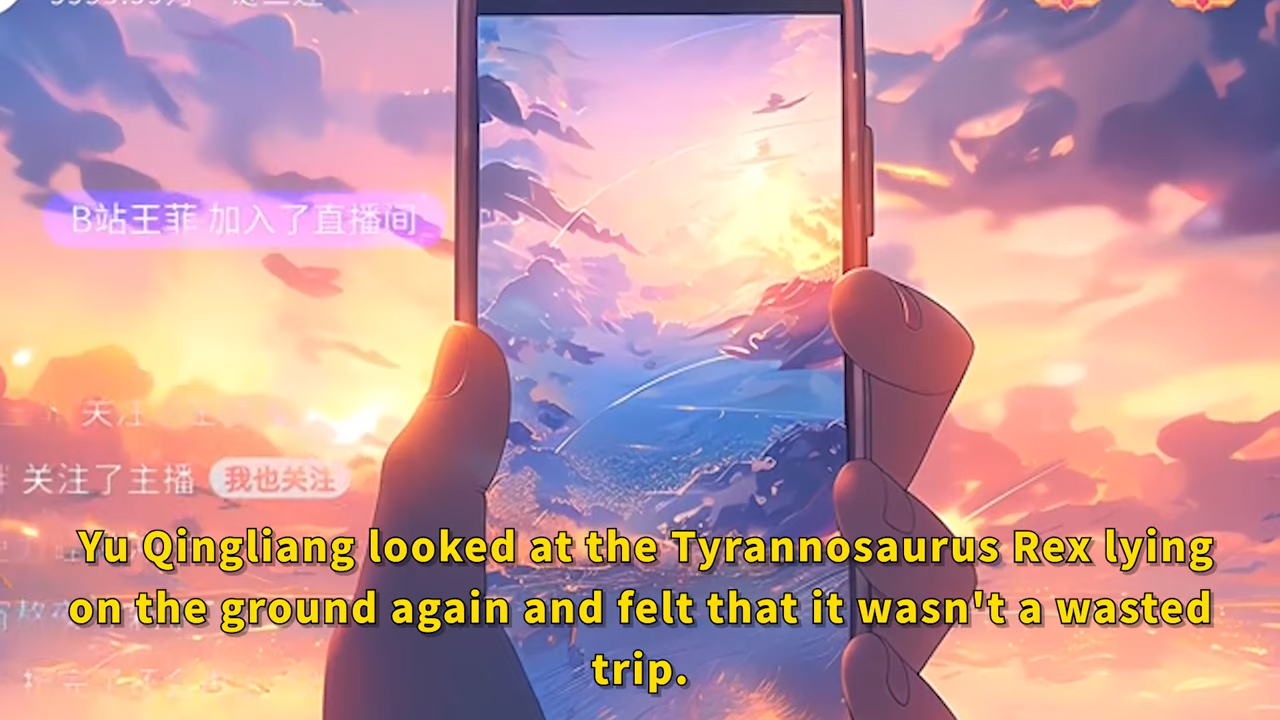 B站王菲 加入了直播间
关注了主播 我也关注
Yu Qingliang looked at the Tyrannosaurus Rex lying
on the ground again and felt that it wasn't a wasted
trip.